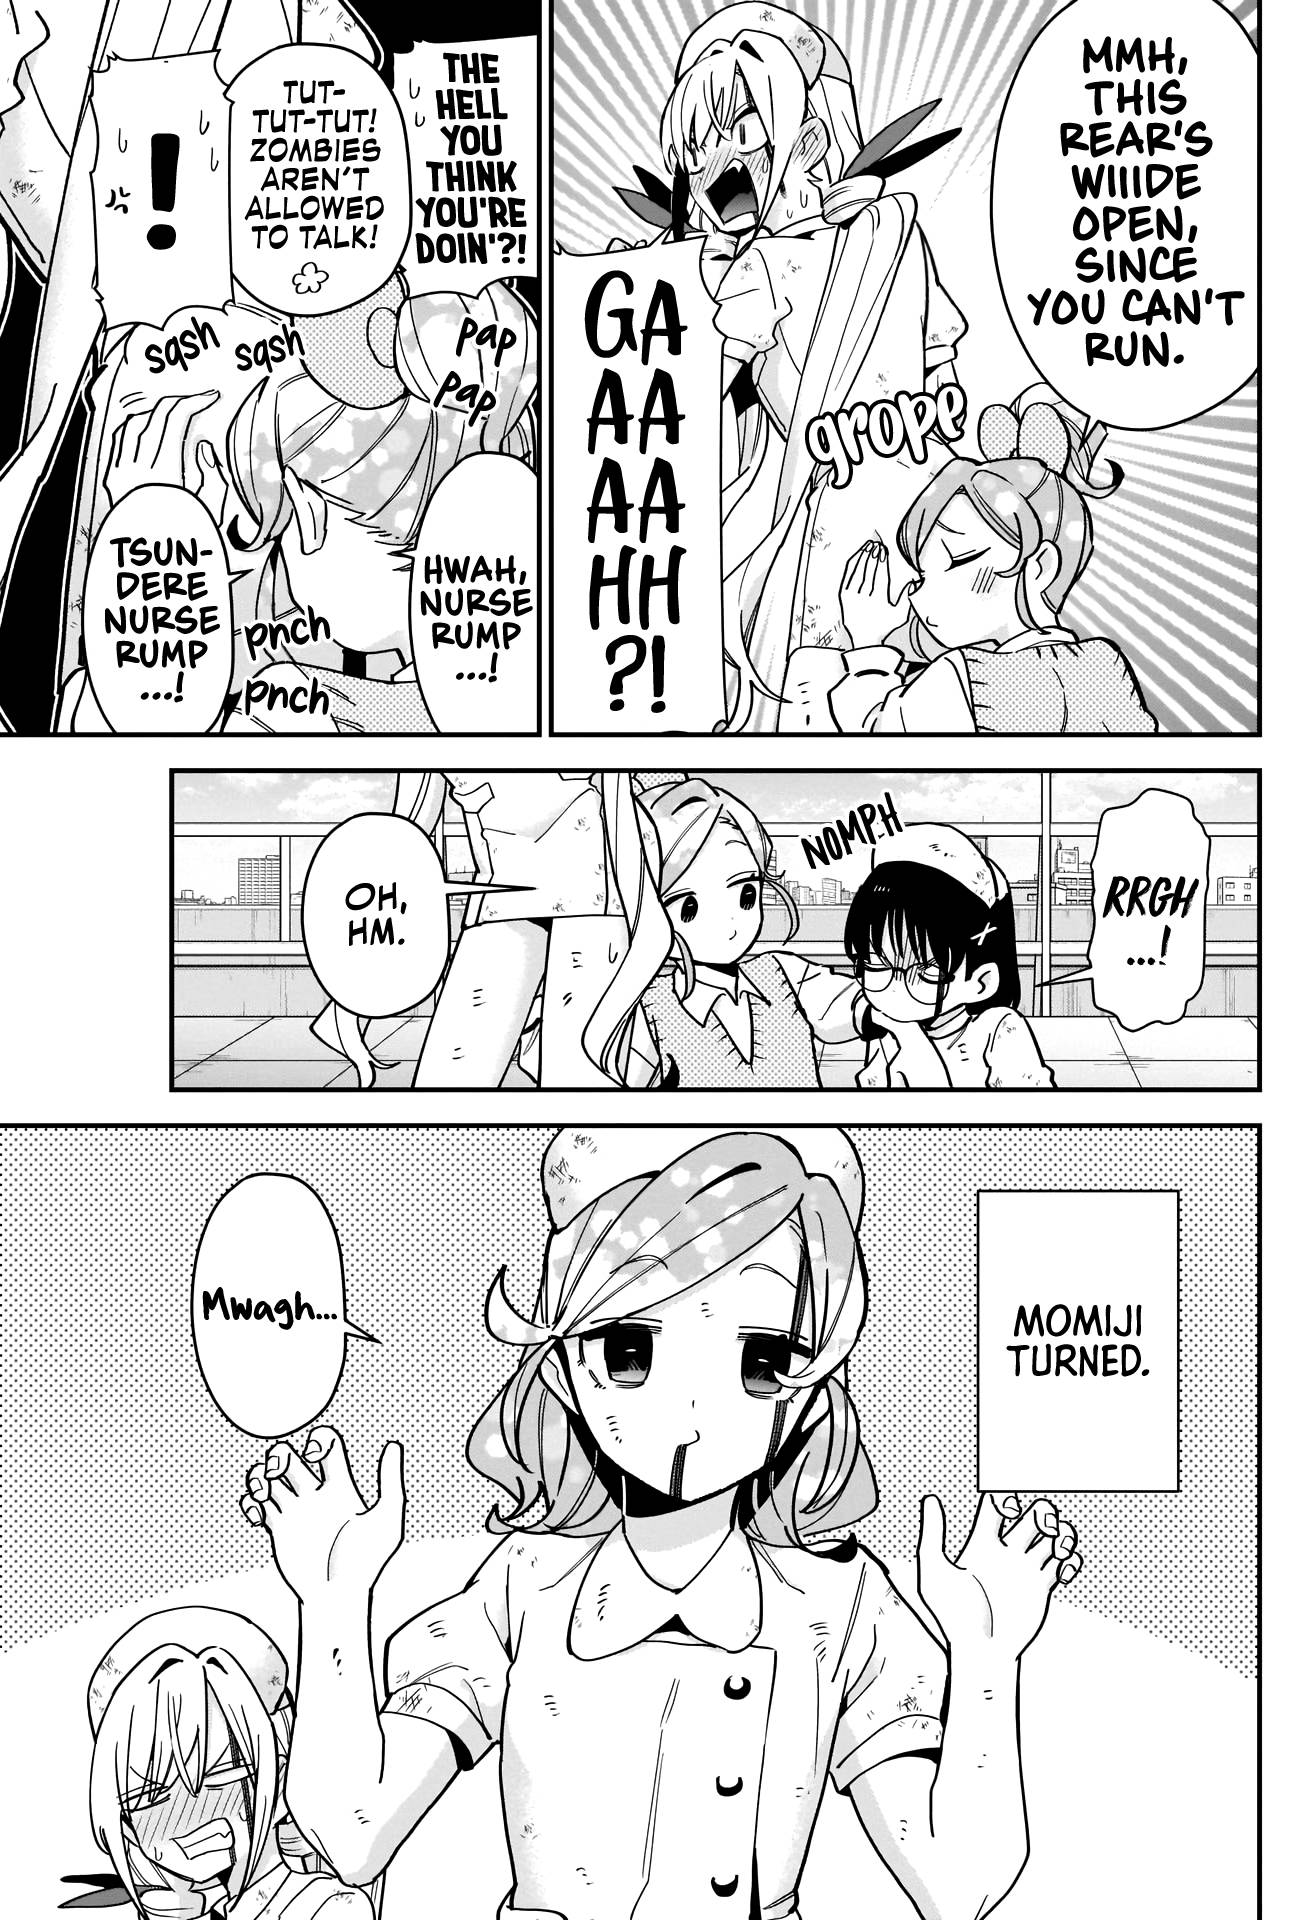 MMH,
THIS
REAR'S
WIIIDE
OPEN,
SINCE
YOU CAN'T
RUN.
GA
AA
AA
HH
?!
grope
THE
HELL
YOU
THINK
YOU'RE
DOIN'?!
TUT-
TUT-TUT!
ZOMBIES
AREN'T
ALLOWED
TO TALK!
!
pap
pap
sqsh
sqsh
HWAH,
NURSE
RUMP
...!
pnch
pnch
TSUN-
DERE
NURSE
RUMP
...!
RRGH
...!
NOMPH
OH,
HM.
MOMIJI
TURNED.
Mwagh...